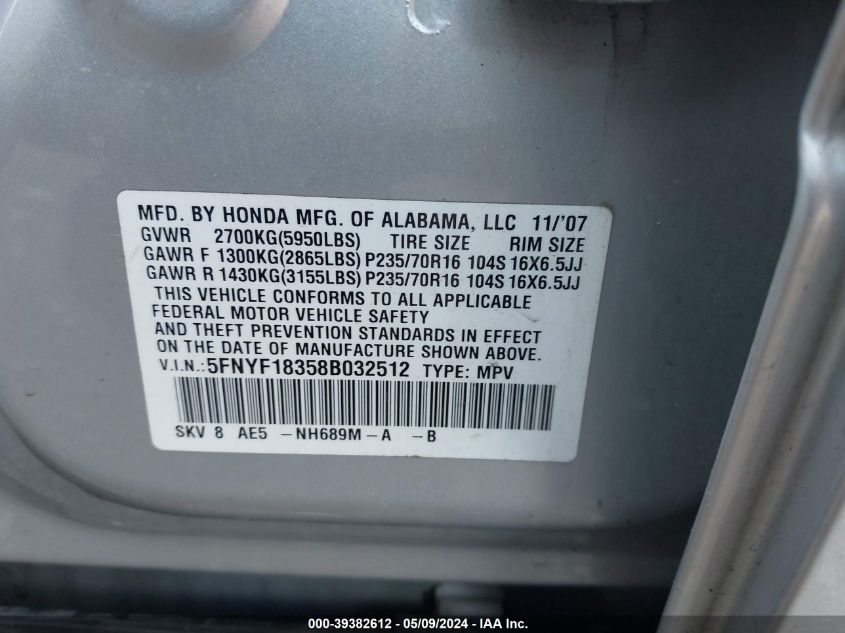 MFD. BY HONDA MFG. OF ALABAMA, LLC 11/'07
GVWR 2700KG(5950LBS) TIRE SIZE RIM SIZE
GAWR F 1300KG(2865LBS) P235/70R16 104S 16X6.5JJ
GAWR R 1430KG(3155LBS) P235/70R16 104S 16X6.5JJ
THIS VEHICLE CONFORMS TO ALL APPLICABLE
FEDERAL MOTOR VEHICLE SAFETY
AND THEFT PREVENTION STANDARDS IN EFFECT
ON THE DATE OF MANUFACTURE SHOWN ABOVE.
V.I.N.: 5FNYF18358B032512 TYPE: MPV
SKV 8 AE5 -NH689M-A -B
000-39382612 - 05/09/2024 - IAA Inc.